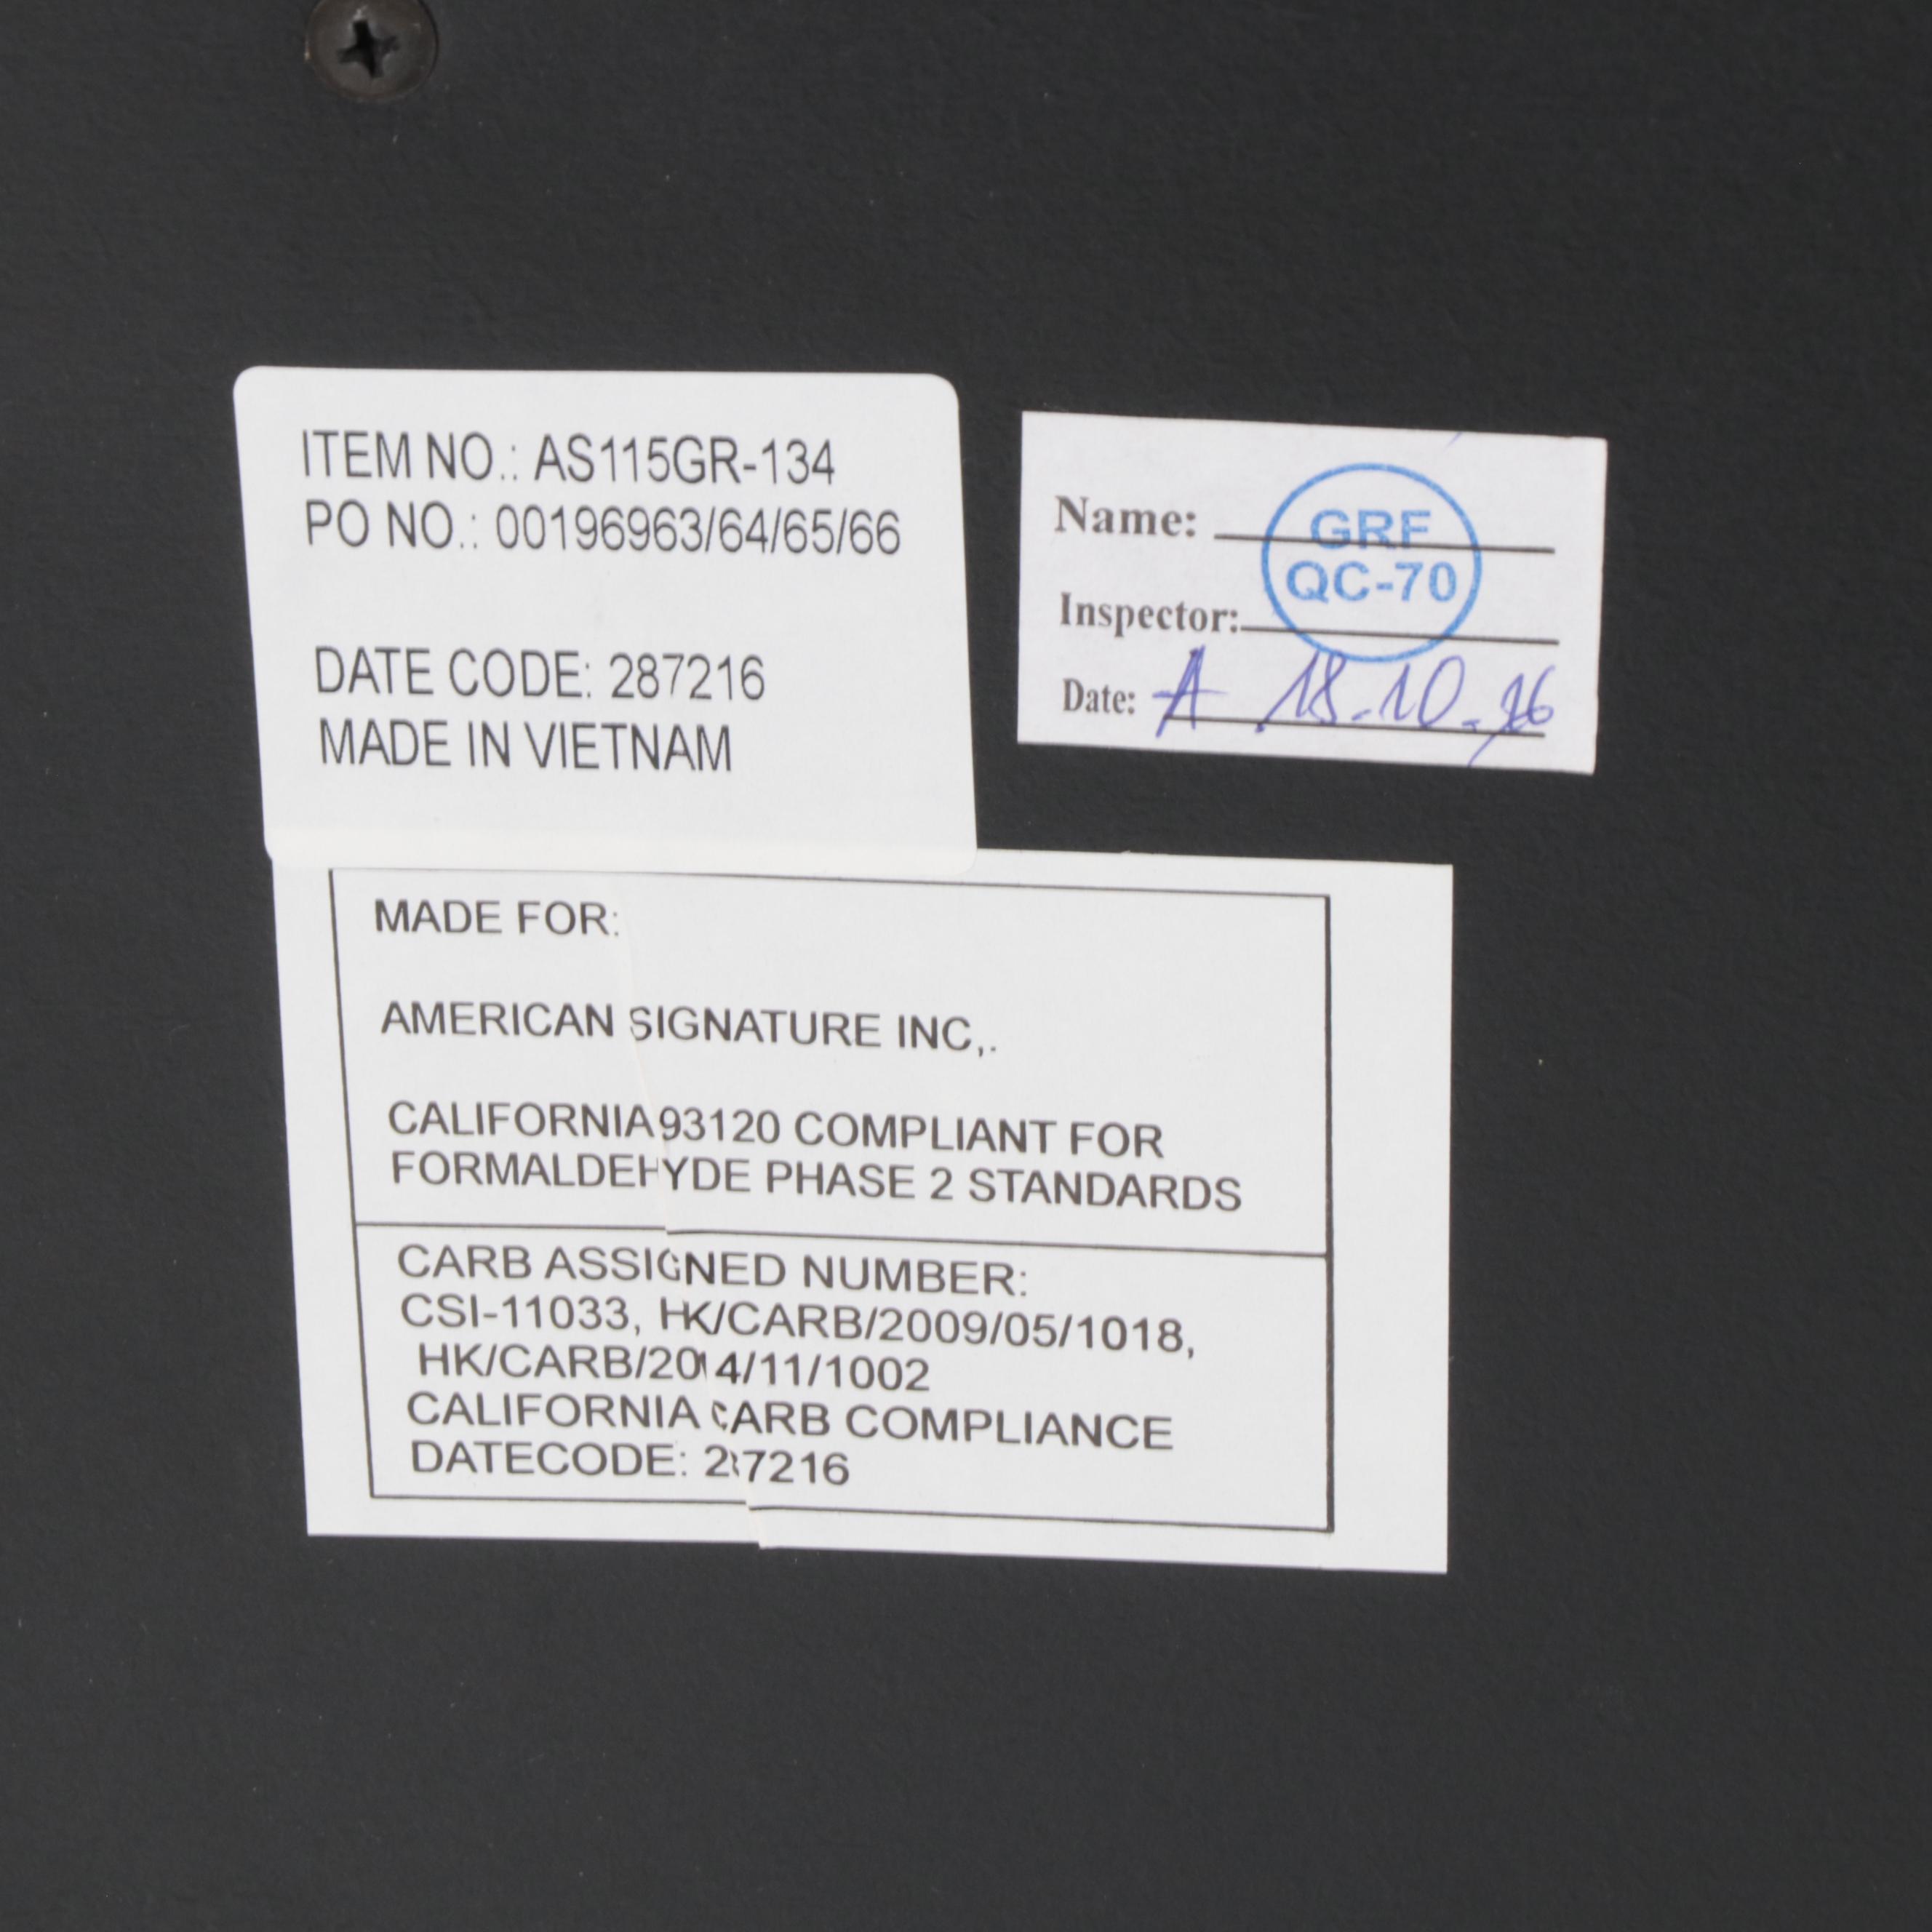 ITEM NO.: AS115GR-134
PO NO.: 00196963/64/65/66
DATE CODE: 287216
MADE IN VIETNAM
Name:
GRF
QC-70
Inspector:
Date: A 18-10-16
MADE FOR:
AMERICAN SIGNATURE INC,.
CALIFORNIA 93120 COMPLIANT FOR
FORMALDEHYDE PHASE 2 STANDARDS
CARB ASSIGNED NUMBER:
CSI-11033, HK/CARB/2009/05/1018,
HK/CARB/2014/11/1002
CALIFORNIA CARB COMPLIANCE
DATECODE: 287216